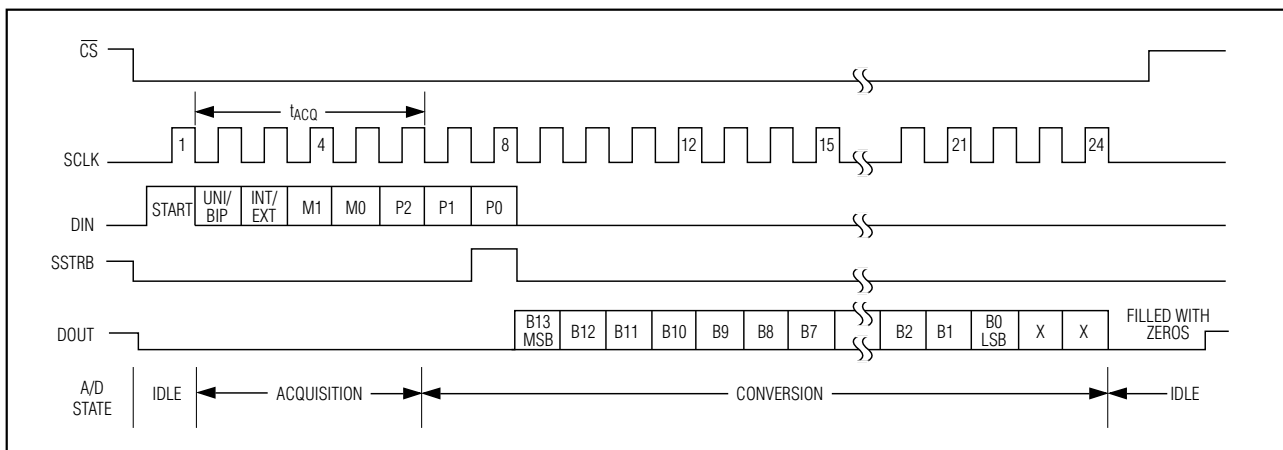 CS
tACQ
SCLK 1 4 8 12 15 21 24
DIN START UNI/ BIP INT/ EXT M1 M0 P2 P1 P0
SSTRB
DOUT B13 MSB B12 B11 B10 B9 B8 B7 B2 B1 B0 LSB X X FILLED WITH ZEROS
A/D STATE IDLE ACQUISITION CONVERSION IDLE